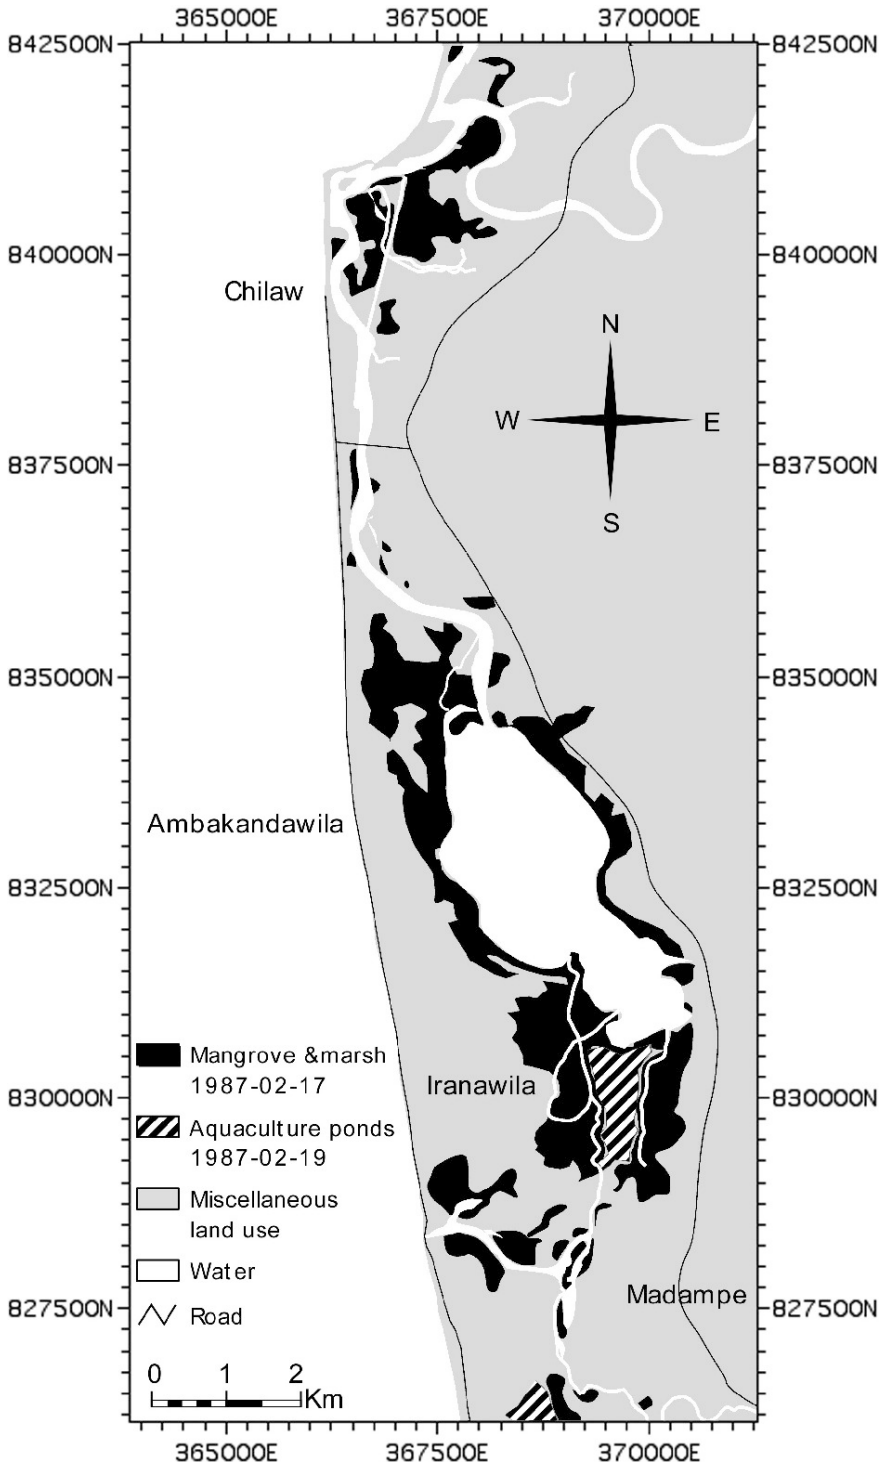 365000E 367500E 370000E
842500N 842500N
840000N 840000N
Chilaw
N
W E
S
837500N 837500N
835000N 835000N
Ambakandawila
832500N 832500N
Mangrove &marsh
1987-02-17
Iranawila
830000N 830000N
Aquaculture ponds
1987-02-19
Miscellaneous
land use
Water
Madampe
827500N 827500N
Road
0 1 2
Km
365000E 367500E 370000E